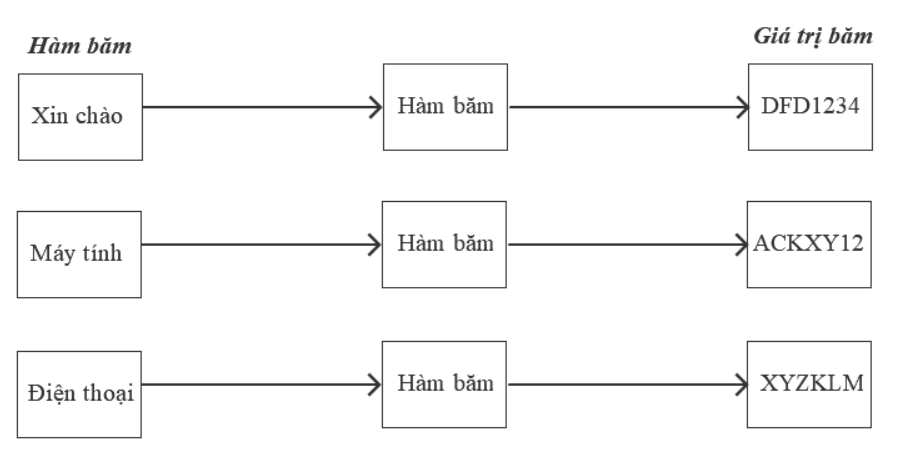 Hàm băm
Giá trị băm
Xin chào
Hàm băm
DFD1234
Máy tính
Hàm băm
ACKXY12
Điện thoại
Hàm băm
XYZKLM